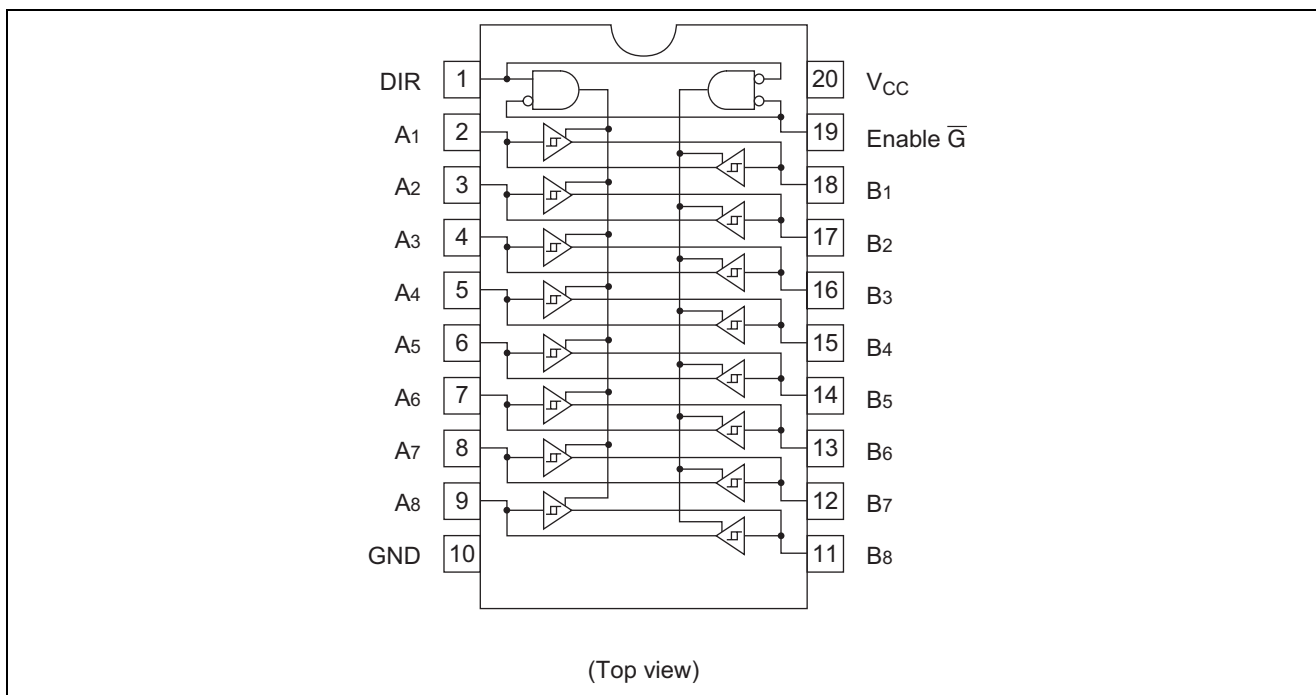 DIR 1 20 VCC
A1 2 19 Enable G̅
A2 3 18 B1
A3 4 17 B2
A4 5 16 B3
A5 6 15 B4
A6 7 14 B5
A7 8 13 B6
A8 9 12 B7
GND 10 11 B8
(Top view)